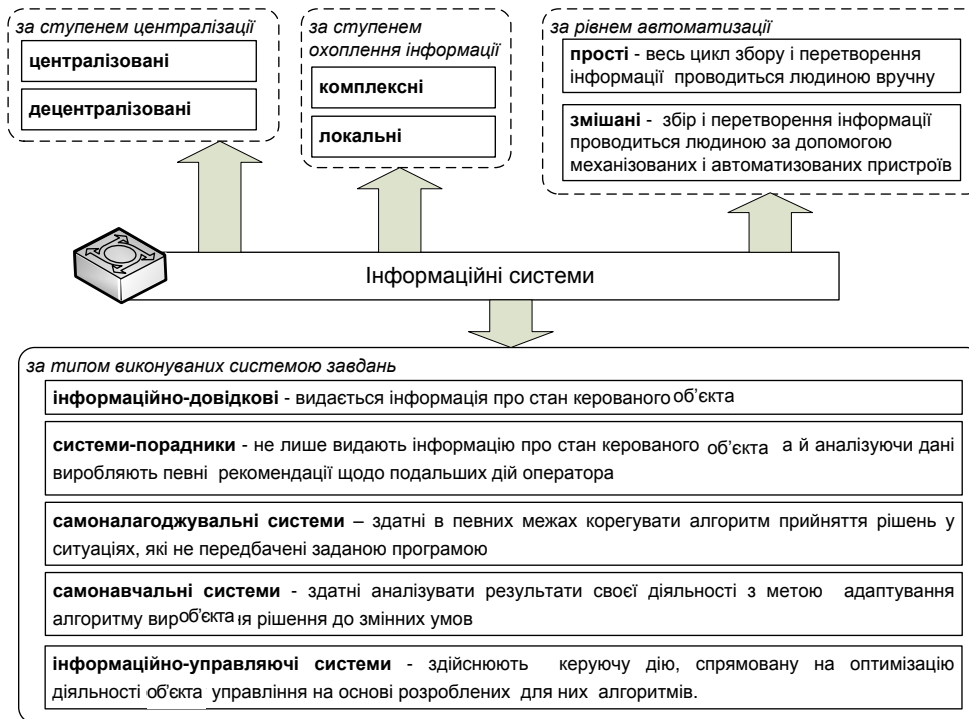 за ступенем централізації
централізовані
децентралізовані
за ступенем
охоплення інформації
комплексні
локальні
за рівнем автоматизації
прості - весь цикл збору і перетворення
інформації проводиться людиною вручну
змішані - збір і перетворення інформації
проводиться людиною за допомогою
механізованих і автоматизованих пристроїв
Інформаційні системи
за типом виконуваних системою завдань
інформаційно-довідкові - видається інформація про стан керованого об'єкта
системи-порадники - не лише видають інформацію про стан керованого об'єкта а й аналізуючи дані
виробляють певні рекомендації щодо подальших дій оператора
самоналагоджувальні системи – здатні в певних межах корегувати алгоритм прийняття рішень у
ситуаціях, які не передбачені заданою програмою
самонавчальні системи - здатні аналізувати результати своєї діяльності з метою адаптування
алгоритму вироб'єкта ія рішення до змінних умов
інформаційно-управляючі системи - здійснюють керуючу дію, спрямовану на оптимізацію
діяльності об'єкта управління на основі розроблених для них алгоритмів.